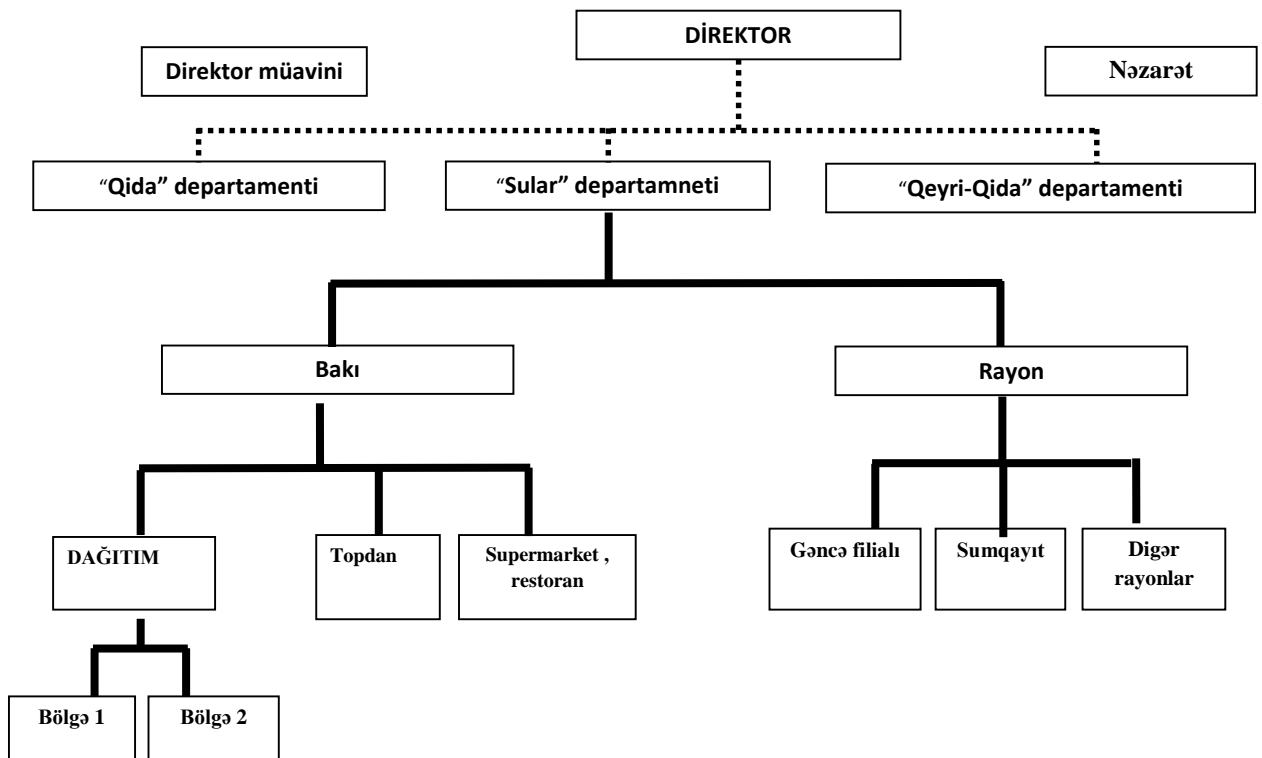 DİREKTOR
Direktor müavini
Nəzarət
“Qida” departamenti
“Sular” departamneti
“Qeyri-Qida” departamenti
Bakı
Rayon
DAĞITIM
Topdan
Supermarket ,
restoran
Gəncə filialı
Sumqayıt
Digər
rayonlar
Bölgə 1
Bölgə 2